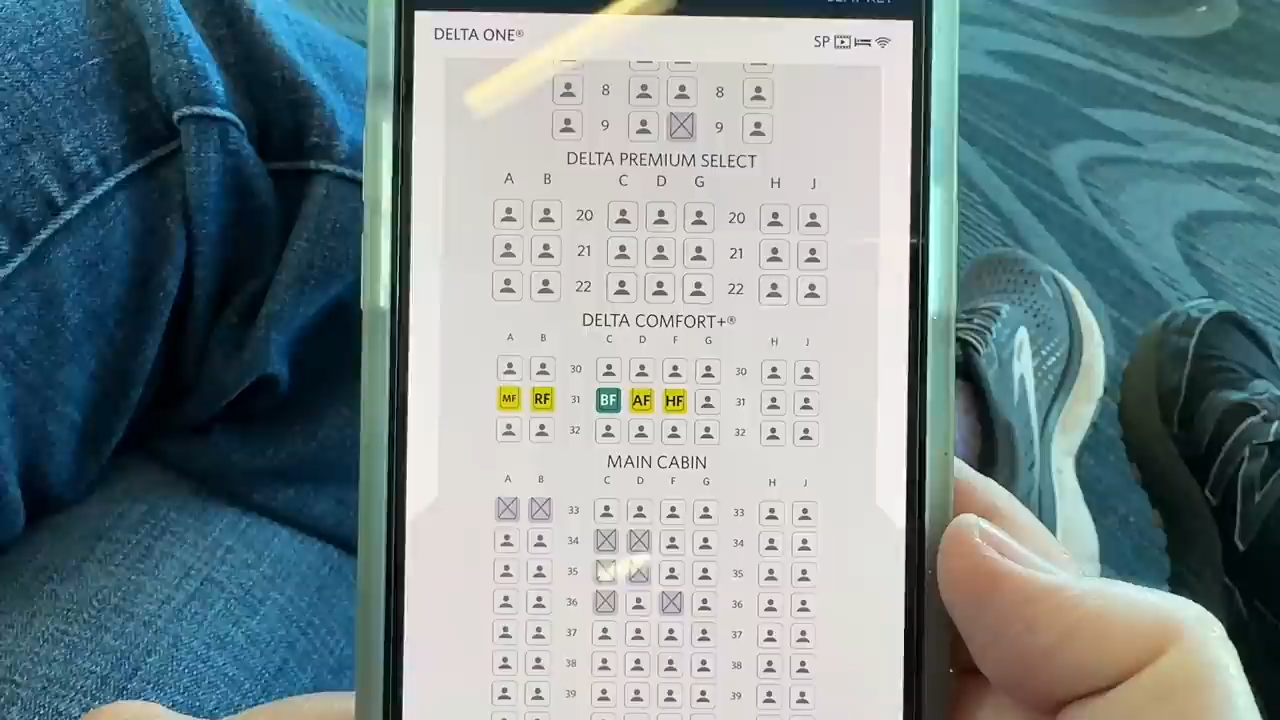 DELTA ONE® SP
8 8
9 9
DELTA PREMIUM SELECT
A B C D G H J
20 20
21 21
22 22
DELTA COMFORT+®
A B C D F G H J
30 30
MF RF 31 BF AF HF 31
32 32
MAIN CABIN
A B C D F G H J
33 33
34 34
35 35
36 36
37 37
38 38
39 39